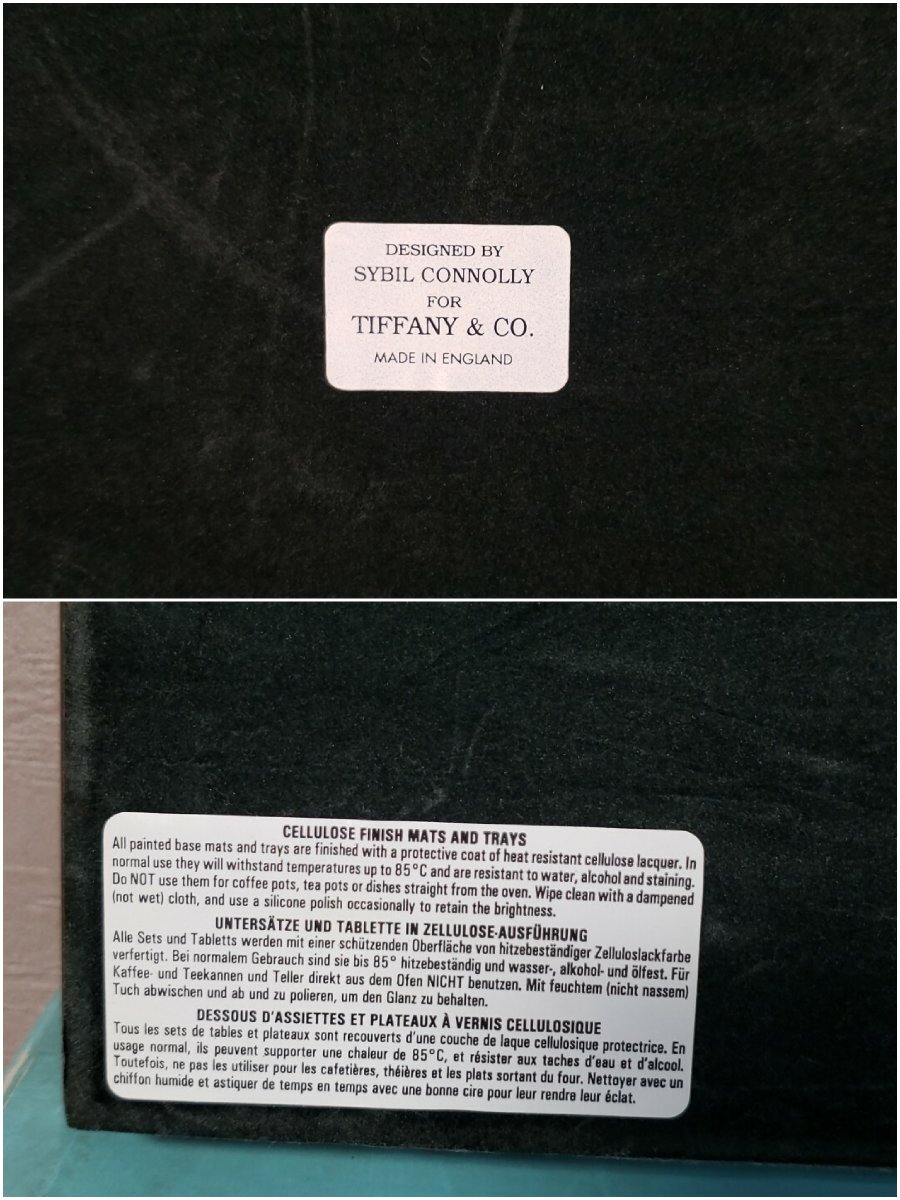 DESIGNED BY
SYBIL CONNOLLY
FOR
TIFFANY & CO.
MADE IN ENGLAND
CELLULOSE FINISH MATS AND TRAYS
All painted base mats and trays are finished with a protective coat of heat resistant cellulose lacquer. In
normal use they will withstand temperatures up to 85°C and are resistant to water, alcohol and staining.
Do NOT use them for coffee pots, tea pots or dishes straight from the oven. Wipe clean with a dampened
(not wet) cloth, and use a silicone polish occasionally to retain the brightness.
UNTERSÄTZE UND TABLETTE IN ZELLULOSE-AUSFÜHRUNG
Alle Sets und Tabletts werden mit einer schützenden Oberfläche von hitzebeständiger Zelluloslackfarbe
verfertigt. Bei normalem Gebrauch sind sie bis 85° hitzebeständig und wasser-, alkohol- und ölfest. Für
Kaffee- und Teekannen und Teller direkt aus dem Ofen NICHT benutzen. Mit feuchtem (nicht nassem)
Tuch abwischen und ab und zu polieren, um den Glanz zu behalten.
DESSOUS D'ASSIETTES ET PLATEAUX À VERNIS CELLULOSIQUE
Tous les sets de tables et plateaux sont recouverts d'une couche de laque cellulosique protectrice. En
usage normal, ils peuvent supporter une chaleur de 85°C, et résister aux taches d'eau et d'alcool.
Toutefois, ne pas les utiliser pour les cafetières, théières et les plats sortant du four. Nettoyer avec un
chiffon humide et astiquer de temps en temps avec une bonne cire pour leur rendre leur éclat.